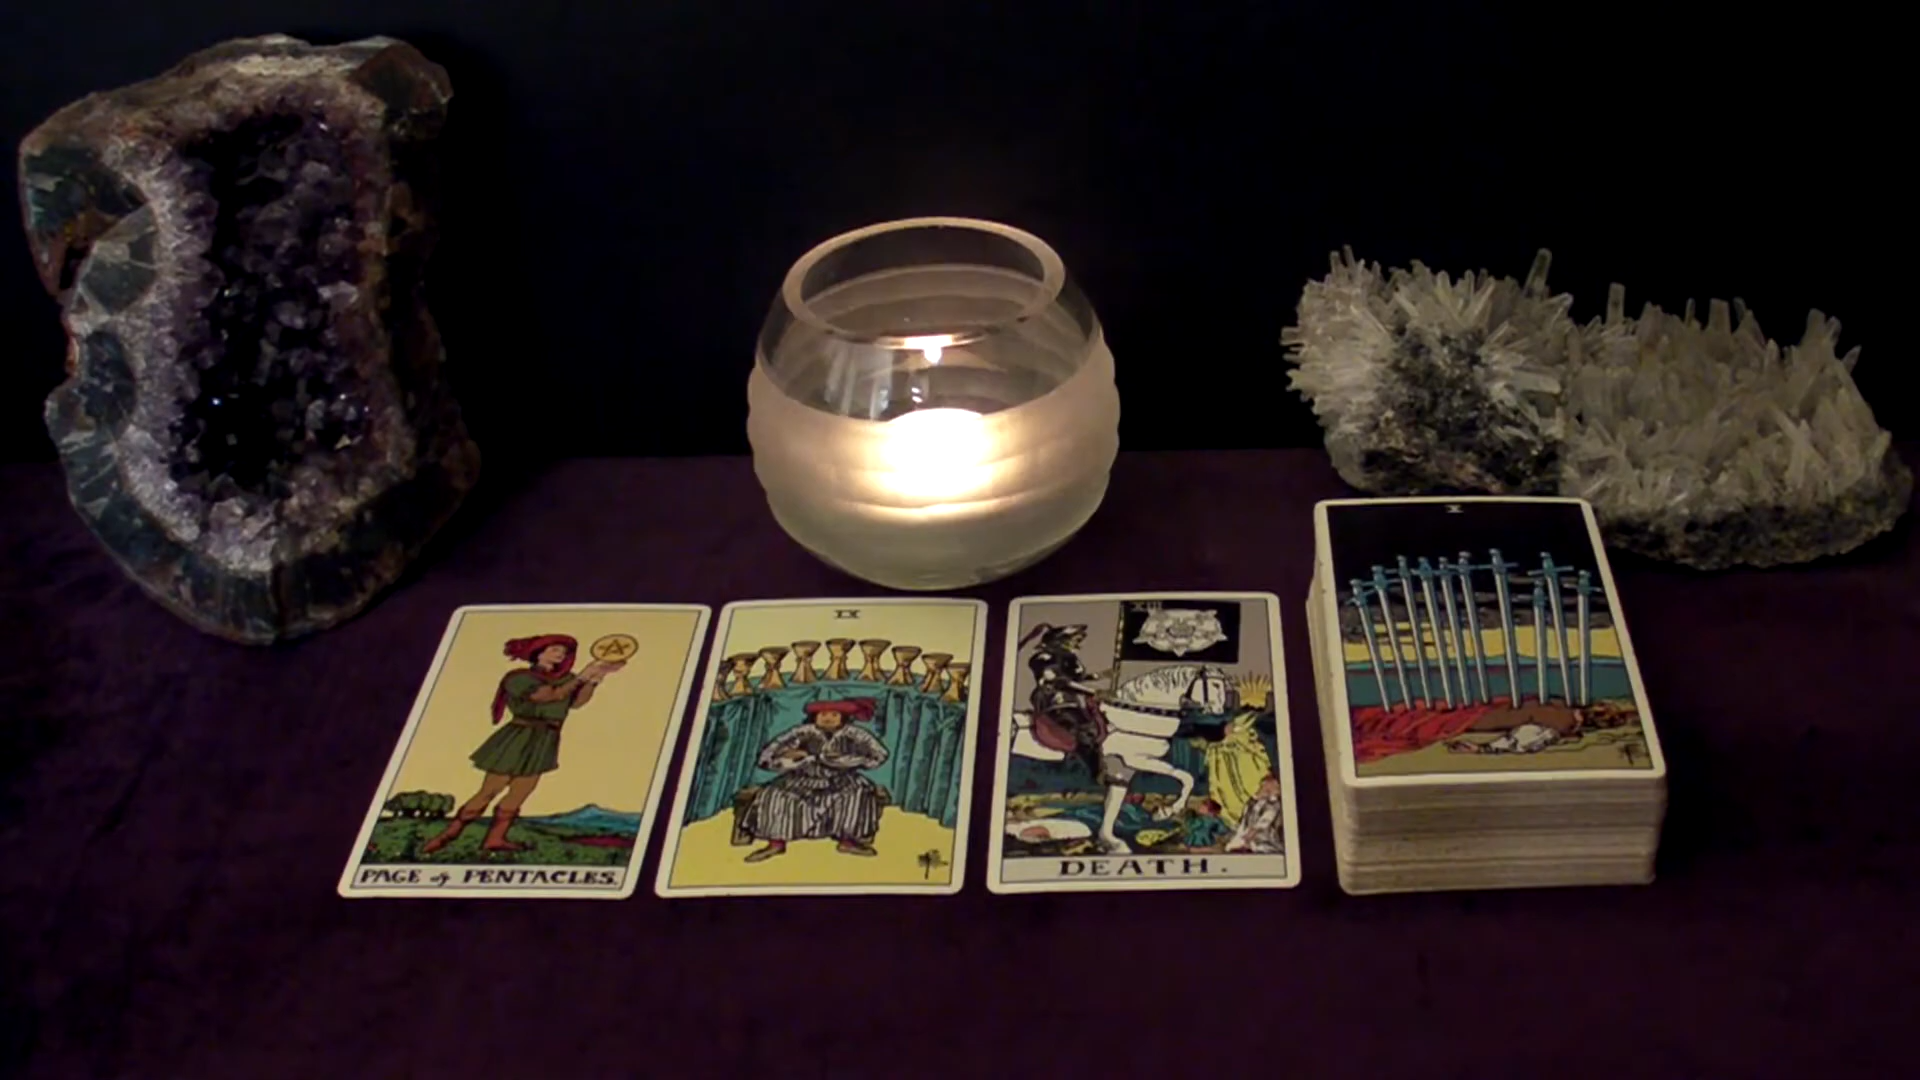 PAGE of PENTACLES.
IX
XIII
DEATH.
X